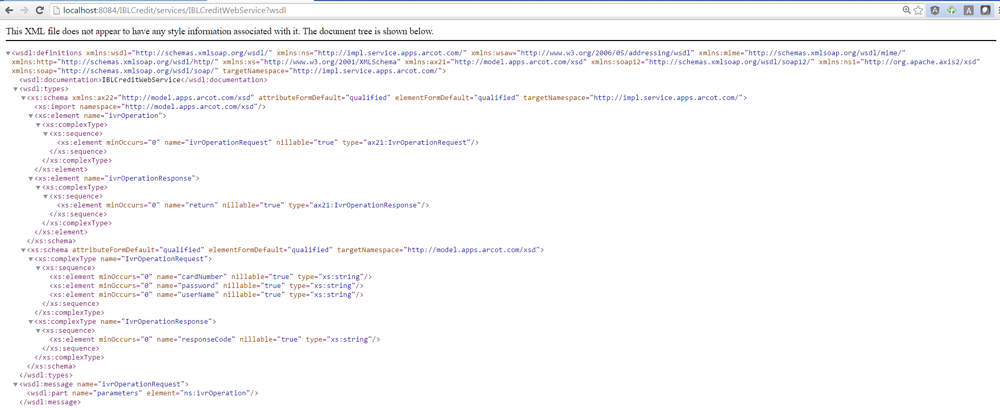 localhost:8084/IBLCredit/services/IBLCreditWebService?wsdl
This XML file does not appear to have any style information associated with it. The document tree is shown below.
▼<wsdl:definitions xmlns:wsdl="http://schemas.xmlsoap.org/wsdl/" xmlns:ns="http://impl.service.apps.arcot.com/" xmlns:wsaw="http://www.w3.org/2006/05/addressing/wsdl" xmlns:mime="http://schemas.xmlsoap.org/wsdl/mime/"
xmlns:http="http://schemas.xmlsoap.org/wsdl/http/" xmlns:xs="http://www.w3.org/2001/XMLSchema" xmlns:ax21="http://model.apps.arcot.com/xsd" xmlns:soap12="http://schemas.xmlsoap.org/wsdl/soap12/" xmlns:ns1="http://org.apache.axis2/xsd"
xmlns:soap="http://schemas.xmlsoap.org/wsdl/soap/" targetNamespace="http://impl.service.apps.arcot.com/">
<wsdl:documentation>IBLCreditWebService</wsdl:documentation>
▼<wsdl:types>
▼<xs:schema xmlns:ax22="http://model.apps.arcot.com/xsd" attributeFormDefault="qualified" elementFormDefault="qualified" targetNamespace="http://impl.service.apps.arcot.com/">
<xs:import namespace="http://model.apps.arcot.com/xsd"/>
▼<xs:element name="ivrOperation">
▼<xs:complexType>
▼<xs:sequence>
<xs:element minOccurs="0" name="ivrOperationRequest" nillable="true" type="ax21:IvrOperationRequest"/>
</xs:sequence>
</xs:complexType>
</xs:element>
▼<xs:element name="ivrOperationResponse">
▼<xs:complexType>
▼<xs:sequence>
<xs:element minOccurs="0" name="return" nillable="true" type="ax21:IvrOperationResponse"/>
</xs:sequence>
</xs:complexType>
</xs:element>
</xs:schema>
▼<xs:schema attributeFormDefault="qualified" elementFormDefault="qualified" targetNamespace="http://model.apps.arcot.com/xsd">
▼<xs:complexType name="IvrOperationRequest">
▼<xs:sequence>
<xs:element minOccurs="0" name="cardNumber" nillable="true" type="xs:string"/>
<xs:element minOccurs="0" name="password" nillable="true" type="xs:string"/>
<xs:element minOccurs="0" name="userName" nillable="true" type="xs:string"/>
</xs:sequence>
</xs:complexType>
▼<xs:complexType name="IvrOperationResponse">
▼<xs:sequence>
<xs:element minOccurs="0" name="responseCode" nillable="true" type="xs:string"/>
</xs:sequence>
</xs:complexType>
</xs:schema>
</wsdl:types>
▼<wsdl:message name="ivrOperationRequest">
<wsdl:part name="parameters" element="ns:ivrOperation"/>
</wsdl:message>